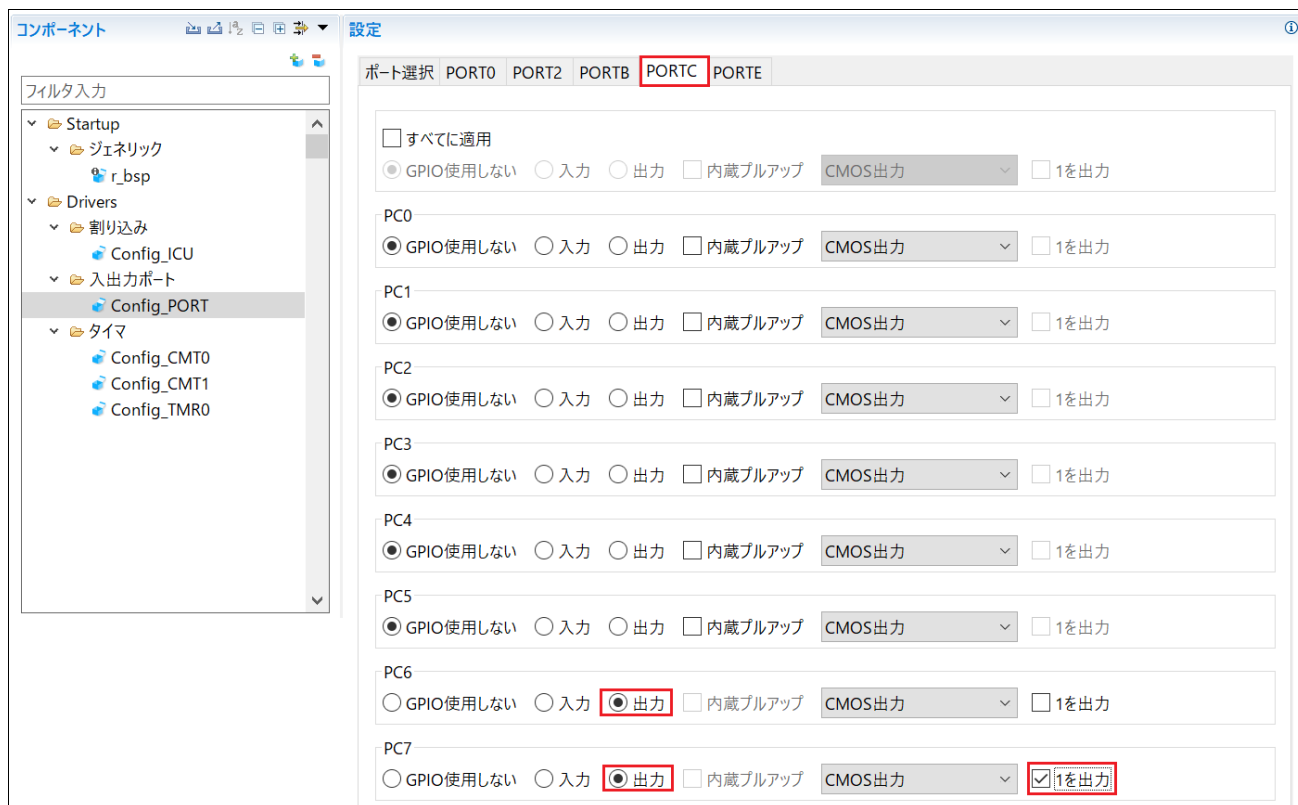 コンポーネント
設定
ポート選択 PORT0 PORT2 PORTB PORTC PORTE
フィルタ入力
Startup
ジェネリック
r_bsp
Drivers
割り込み
Config_ICU
入出力ポート
Config_PORT
タイマ
Config_CMT0
Config_CMT1
Config_TMR0
すべてに適用
GPIO使用しない 入力 出力 内蔵プルアップ CMOS出力 1を出力
PC0
GPIO使用しない 入力 出力 内蔵プルアップ CMOS出力 1を出力
PC1
GPIO使用しない 入力 出力 内蔵プルアップ CMOS出力 1を出力
PC2
GPIO使用しない 入力 出力 内蔵プルアップ CMOS出力 1を出力
PC3
GPIO使用しない 入力 出力 内蔵プルアップ CMOS出力 1を出力
PC4
GPIO使用しない 入力 出力 内蔵プルアップ CMOS出力 1を出力
PC5
GPIO使用しない 入力 出力 内蔵プルアップ CMOS出力 1を出力
PC6
GPIO使用しない 入力 出力 内蔵プルアップ CMOS出力 1を出力
PC7
GPIO使用しない 入力 出力 内蔵プルアップ CMOS出力 1を出力